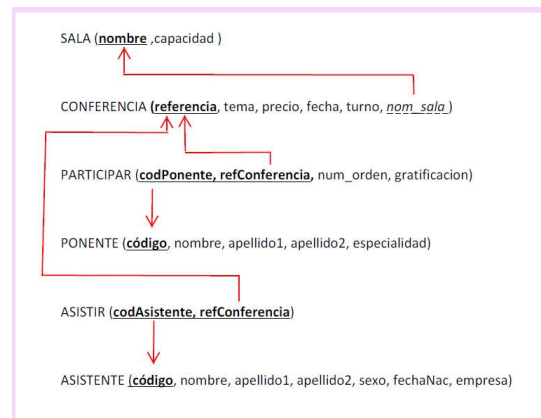 SALA (nombre ,capacidad )
CONFERENCIA (referencia, tema, precio, fecha, turno, nom_sala )
PARTICIPAR (codPonente, refConferencia, num_orden, gratificacion)
PONENTE (código, nombre, apellido1, apellido2, especialidad)
ASISTIR (codAsistente, refConferencia)
ASISTENTE (código, nombre, apellido1, apellido2, sexo, fechaNac, empresa)